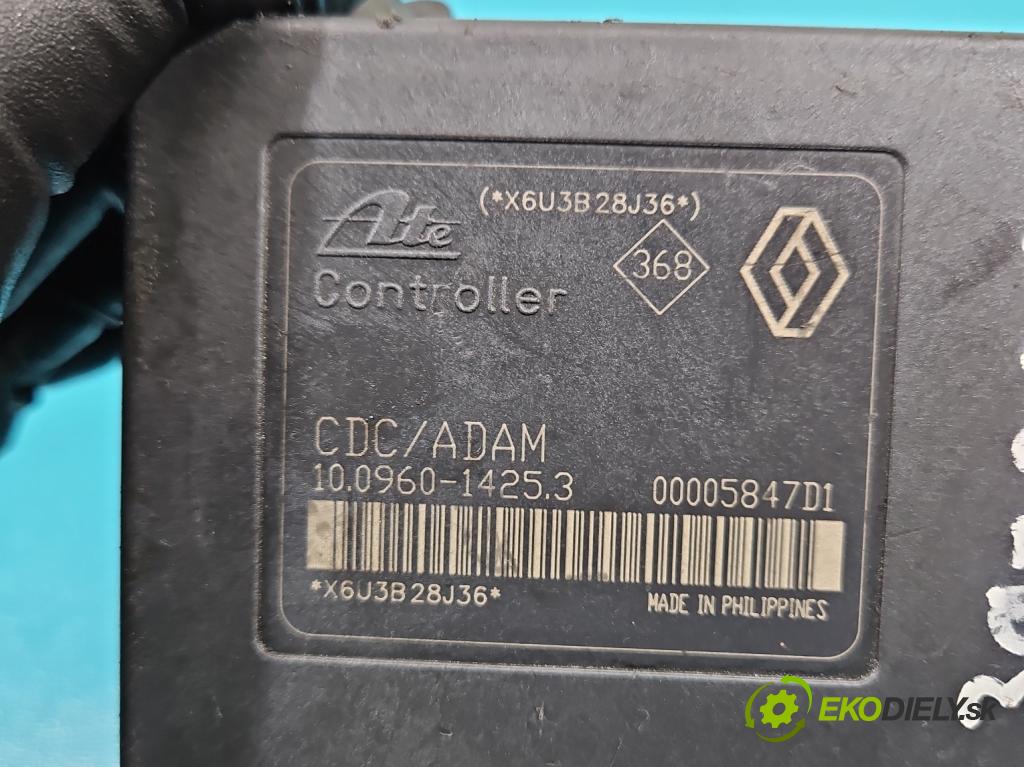 (*X6U3B28J36*)
Ate
368
Controller
CDC/ADAM
10.0960-1425.3 00005847D1
*X6U3B28J36* MADE IN PHILIPPINES
EKODIELY.sk